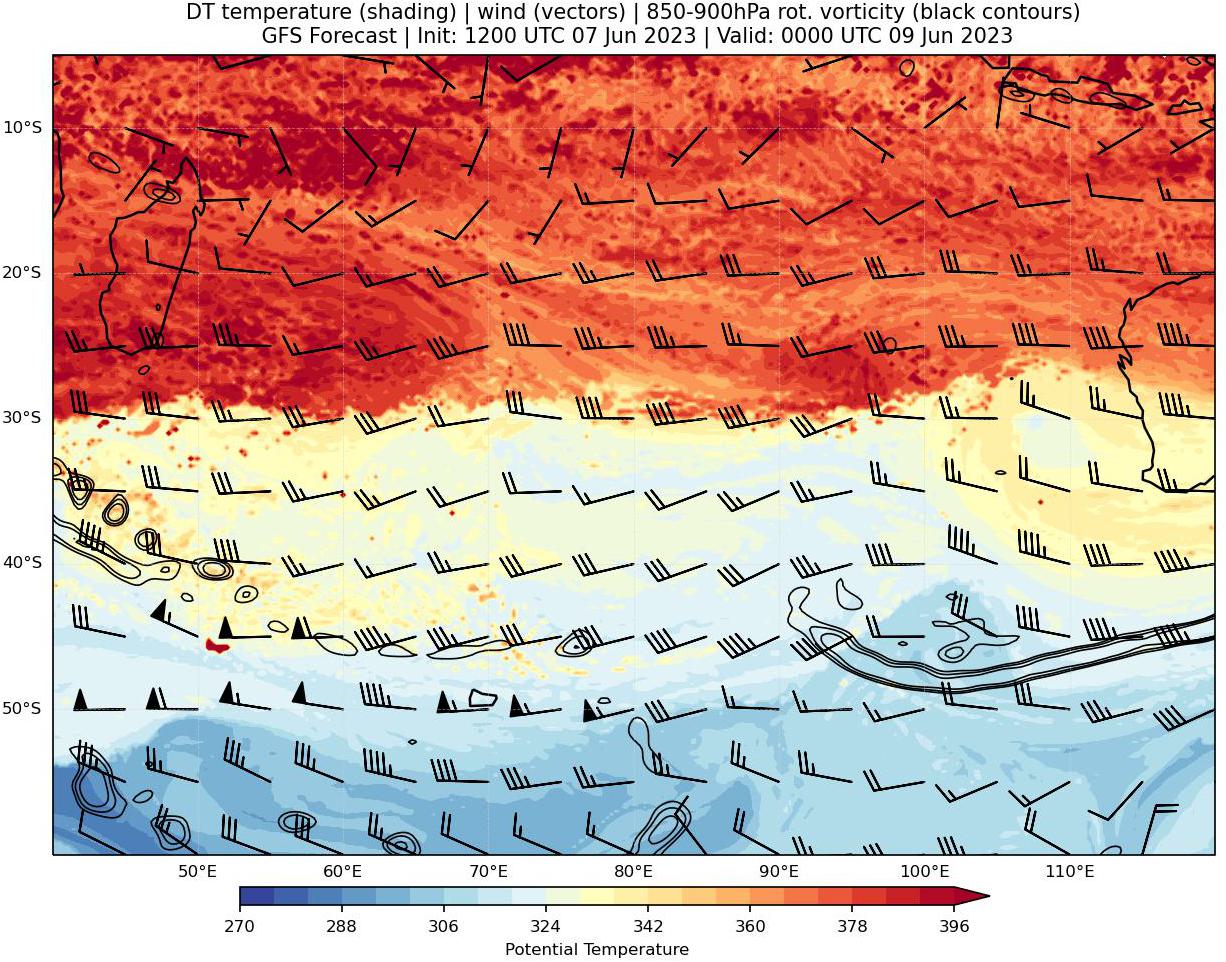 DT temperature (shading) | wind (vectors) | 850-900hPa rot. vorticity (black contours)
GFS Forecast | Init: 1200 UTC 07 Jun 2023 | Valid: 0000 UTC 09 Jun 2023
10°S
20°S
30°S
40°S
50°S
50°E 60°E 70°E 80°E 90°E 100°E 110°E
270 288 306 324 342 360 378 396
Potential Temperature